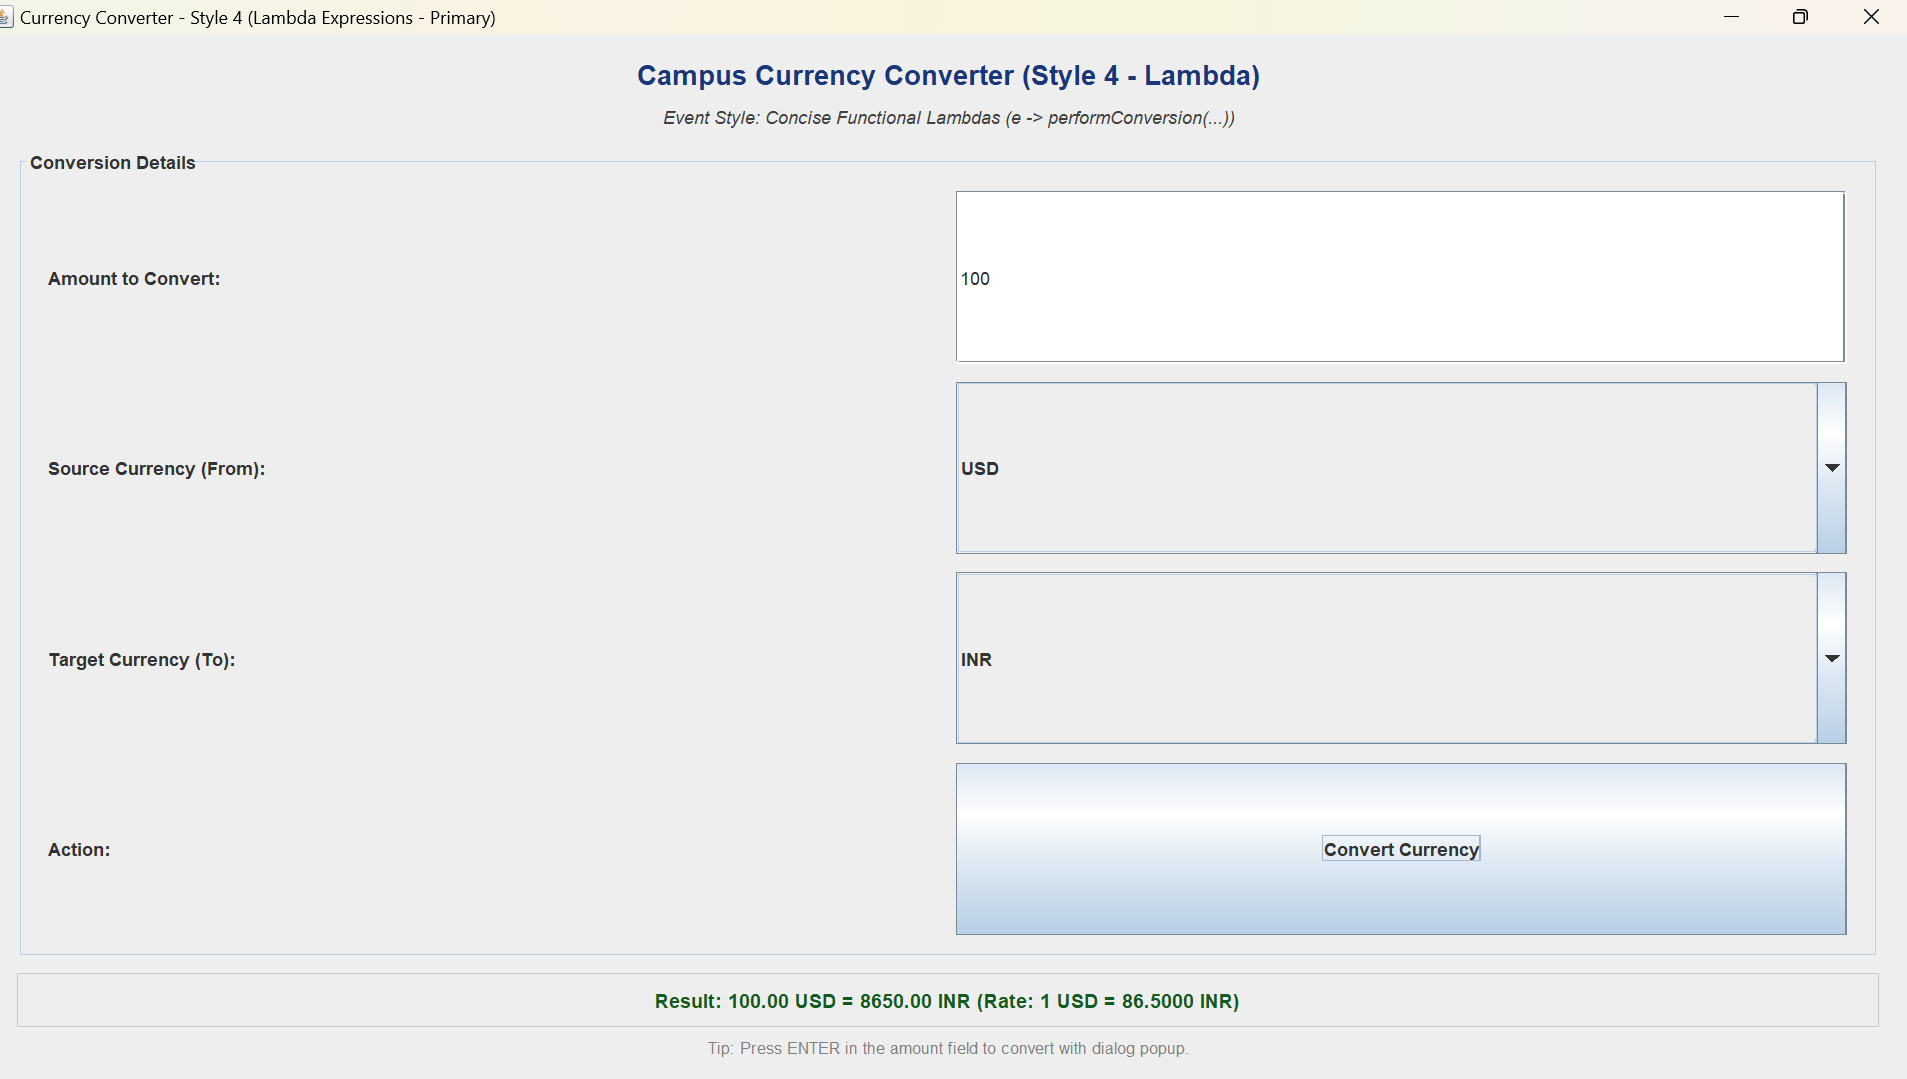 Currency Converter - Style 4 (Lambda Expressions - Primary)
Campus Currency Converter (Style 4 - Lambda)
Event Style: Concise Functional Lambdas (e -> performConversion(...))
Conversion Details
Amount to Convert:
100
Source Currency (From):
USD
Target Currency (To):
INR
Action:
Convert Currency
Result: 100.00 USD = 8650.00 INR (Rate: 1 USD = 86.5000 INR)
Tip: Press ENTER in the amount field to convert with dialog popup.